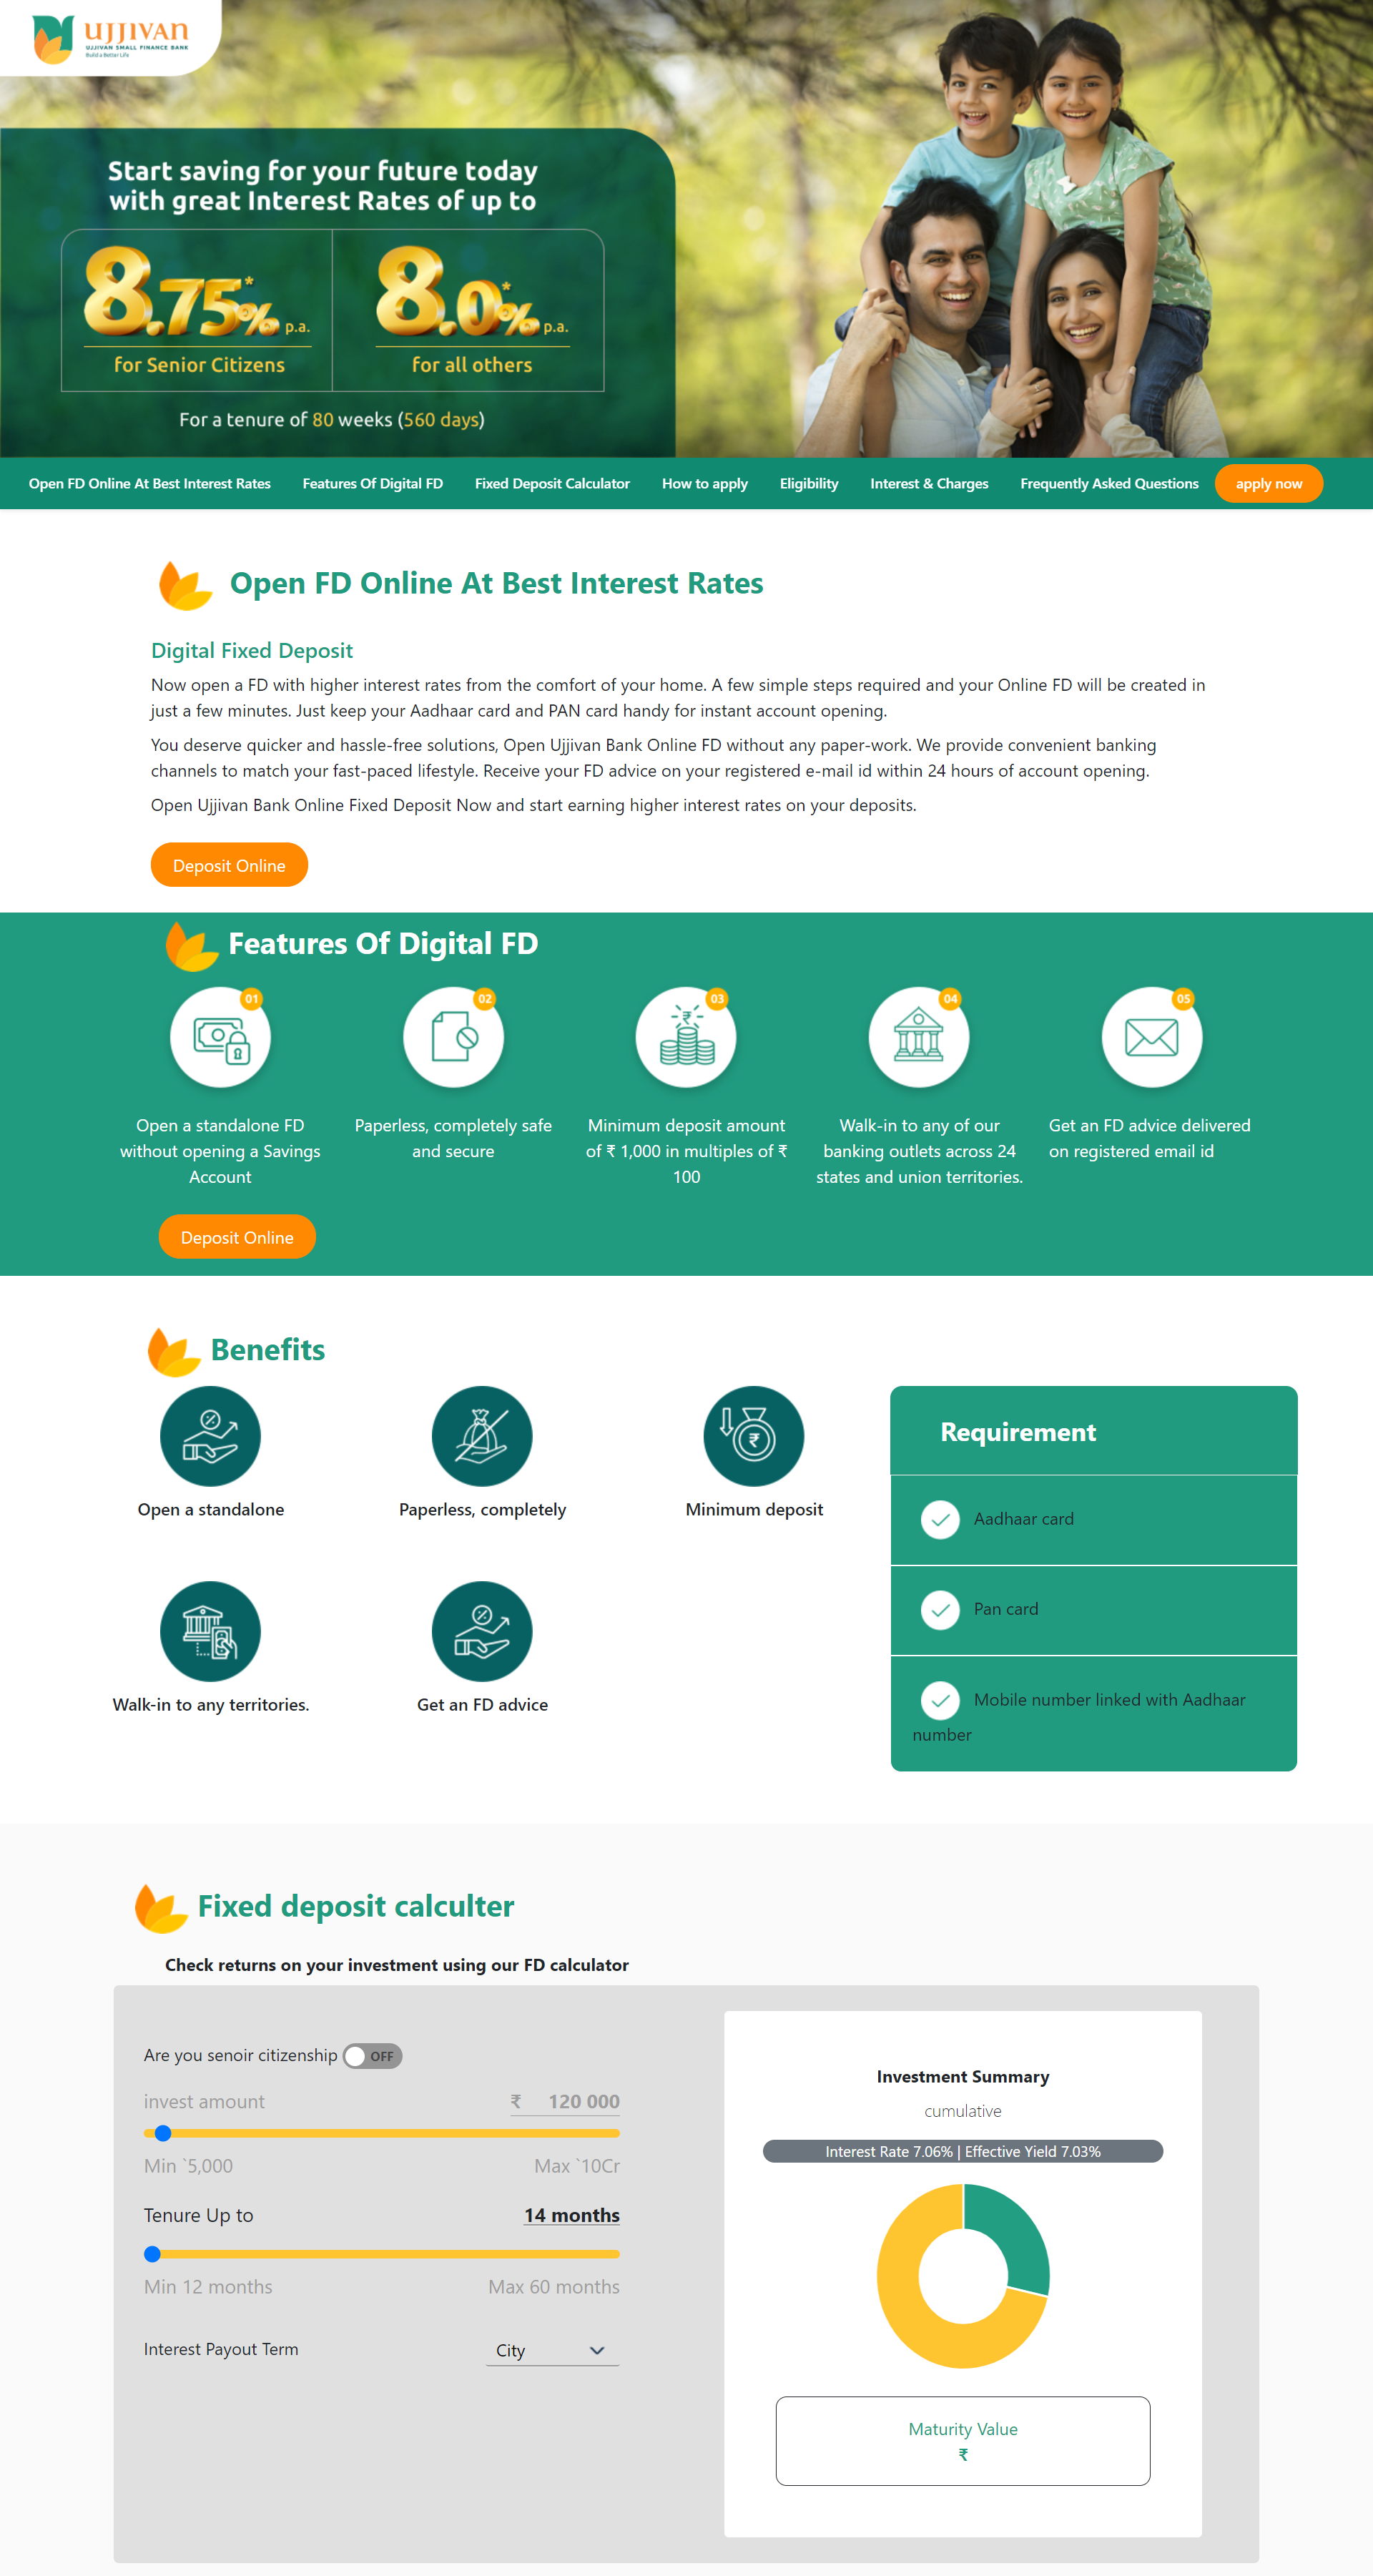 ujjivan
UJJIVAN SMALL FINANCE BANK
Build a Better Life
Start saving for your future today
with great Interest Rates of up to
8.75%* p.a.
for Senior Citizens
8.0%* p.a.
for all others
For a tenure of 80 weeks (560 days)
Open FD Online At Best Interest Rates
Features Of Digital FD
Fixed Deposit Calculator
How to apply
Eligibility
Interest & Charges
Frequently Asked Questions
apply now
Open FD Online At Best Interest Rates
Digital Fixed Deposit
Now open a FD with higher interest rates from the comfort of your home. A few simple steps required and your Online FD will be created in
just a few minutes. Just keep your Aadhaar card and PAN card handy for instant account opening.
You deserve quicker and hassle-free solutions, Open Ujjivan Bank Online FD without any paper-work. We provide convenient banking
channels to match your fast-paced lifestyle. Receive your FD advice on your registered e-mail id within 24 hours of account opening.
Open Ujjivan Bank Online Fixed Deposit Now and start earning higher interest rates on your deposits.
Deposit Online
Features Of Digital FD
01
Open a standalone FD
without opening a Savings
Account
02
Paperless, completely safe
and secure
03
₹
Minimum deposit amount
of ₹ 1,000 in multiples of ₹
100
04
Walk-in to any of our
banking outlets across 24
states and union territories.
05
Get an FD advice delivered
on registered email id
Deposit Online
Benefits
%
Open a standalone
Paperless, completely
₹
Minimum deposit
Walk-in to any territories.
%
Get an FD advice
Requirement
Aadhaar card
Pan card
Mobile number linked with Aadhaar
number
Fixed deposit calculter
Check returns on your investment using our FD calculator
Are you senoir citizenship OFF
invest amount ₹ 120 000
Min `5,000 Max `10Cr
Tenure Up to 14 months
Min 12 months Max 60 months
Interest Payout Term City
Investment Summary
cumulative
Interest Rate 7.06% | Effective Yield 7.03%
Maturity Value
₹